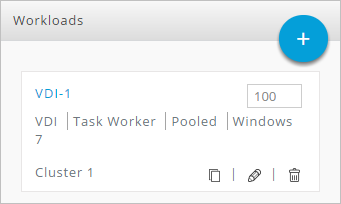 Workloads
+
VDI-1
100
VDI | Task Worker | Pooled | Windows
7
Cluster 1